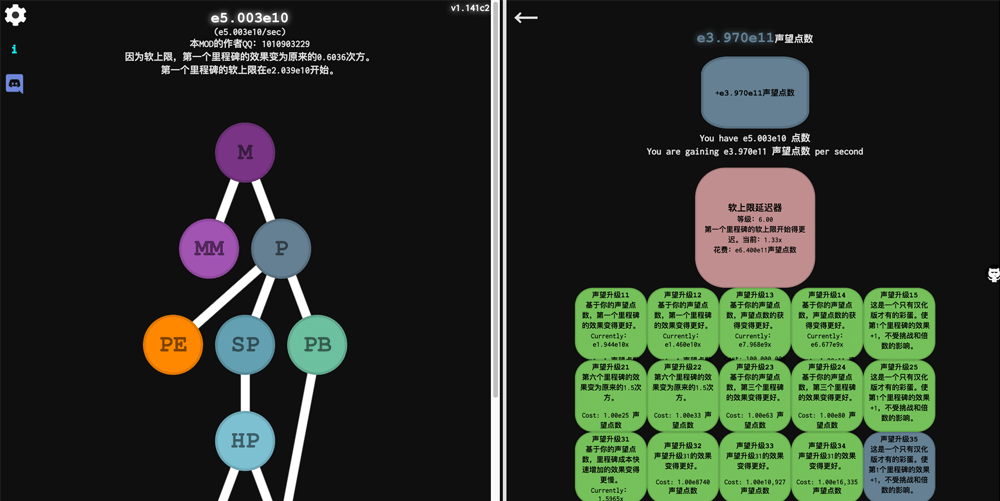 v1.141c2
e5.003e10
(e5.003e10/sec)
本MOD的作者QQ: 1010903229
因为软上限，第一个里程碑的效果变为原来的0.6036次方。
第一个里程碑的软上限在e2.039e10开始。
i
M
MM
P
PE
SP
PB
HP
e3.970e11声望点数
+e3.970e11声望点数
You have e5.003e10 点数
You are gaining e3.970e11 声望点数 per second
软上限延迟器
等级: 6.00
第一个里程碑的软上限开始得更
迟。当前: 1.33x
花费: e6.400e11声望点数
声望升级11
基于你的声望点
数，第一个里程碑
的效果变得更好。
Currently:
e1.944e10x
声望升级12
基于你的声望点
数，第一个里程碑
的效果变得更好。
Currently:
e1.460e10x
声望升级13
基于你的声望点
数，声望点数的获
得变得更好。
Currently:
e7.968e9x
声望升级14
基于你的声望点
数，声望点数的获
得变得更好。
Currently:
e6.677e9x
声望升级15
这是一个只有汉化
版才有的彩蛋。使
第1个里程碑的效果
+1，不受挑战和倍
数的影响。
声望升级21
第六个里程碑的效
果变为原来的1.5次
方。
Cost: 1.00e25 声
望点数
声望升级22
第六个里程碑的效
果变为原来的1.5次
方。
Cost: 1.00e33 声
望点数
声望升级23
基于你的声望点
数，第三个里程碑
的效果变得更好。
Cost: 1.00e63 声
望点数
声望升级24
基于你的声望点
数，第三个里程碑
的效果变得更好。
Cost: 1.00e80 声
望点数
声望升级25
这是一个只有汉化
版才有的彩蛋。使
第1个里程碑的效果
+1，不受挑战和倍
数的影响。
声望升级31
基于你的声望点
数，里程碑成本快
速增加的效果变得
更慢。
Currently:
1.5965x
声望升级32
声望升级31的效果
变得更好。
Cost: 1.00e8740
声望点数
声望升级33
声望升级31的效果
变得更好。
Cost: 1.00e10,927
声望点数
声望升级34
声望升级31的效果
变得更好。
Cost: 1.00e16,335
声望点数
声望升级35
这是一个只有汉化
版才有的彩蛋。使
第1个里程碑的效果
+1，不受挑战和倍
数的影响。